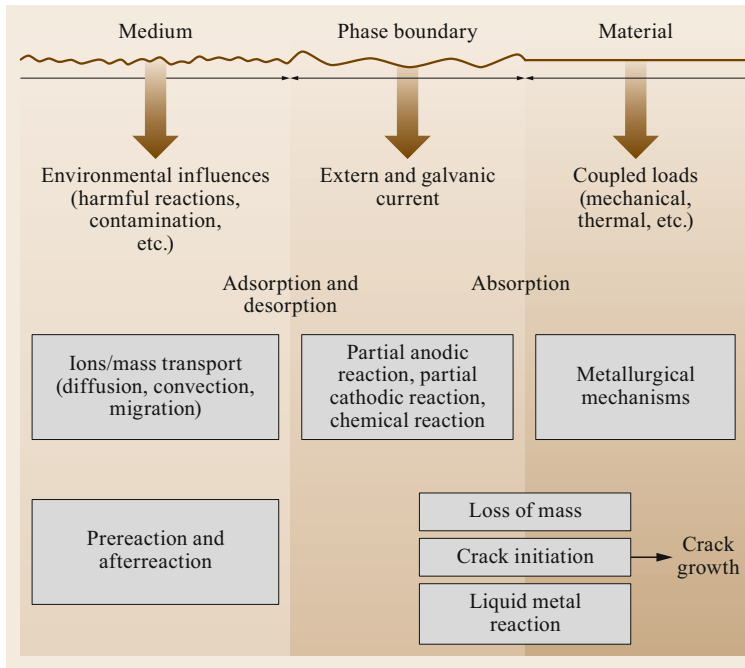 Medium
Phase boundary
Material
Environmental influences
(harmful reactions,
contamination,
etc.)
Extern and galvanic
current
Coupled loads
(mechanical,
thermal, etc.)
Adsorption and
desorption
Absorption
Ions/mass transport
(diffusion, convection,
migration)
Partial anodic
reaction, partial
cathodic reaction,
chemical reaction
Metallurgical
mechanisms
Prereaction and
afterreaction
Loss of mass
Crack initiation
Liquid metal
reaction
Crack
growth